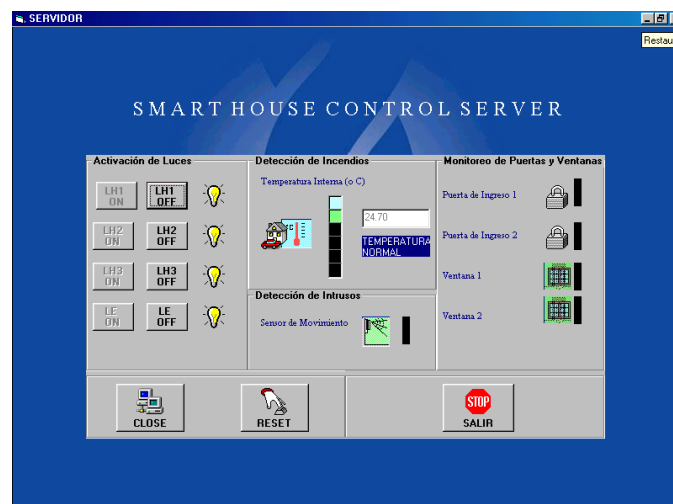 SERVIDOR
Restau
SMART HOUSE CONTROL SERVER
Activación de Luces
LH1 ON
LH1 OFF
LH2 ON
LH2 OFF
LH3 ON
LH3 OFF
LE ON
LE OFF
Detección de Incendios
Temperatura Interna (o C)
°C
24.70
TEMPERATURA
NORMAL
Detección de Intrusos
Sensor de Movimiento
Monitoreo de Puertas y Ventanas
Puerta de Ingreso 1
Puerta de Ingreso 2
Ventana 1
Ventana 2
CLOSE
RESET
STOP
SALIR